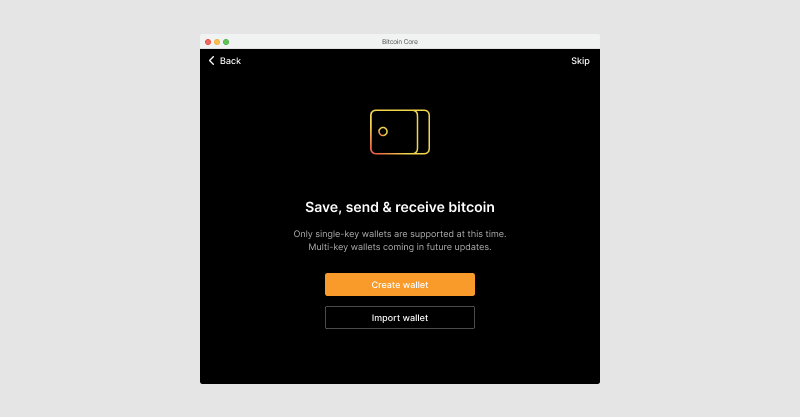 Bitcoin Core
Back
Skip
Save, send & receive bitcoin
Only single-key wallets are supported at this time.
Multi-key wallets coming in future updates.
Create wallet
Import wallet